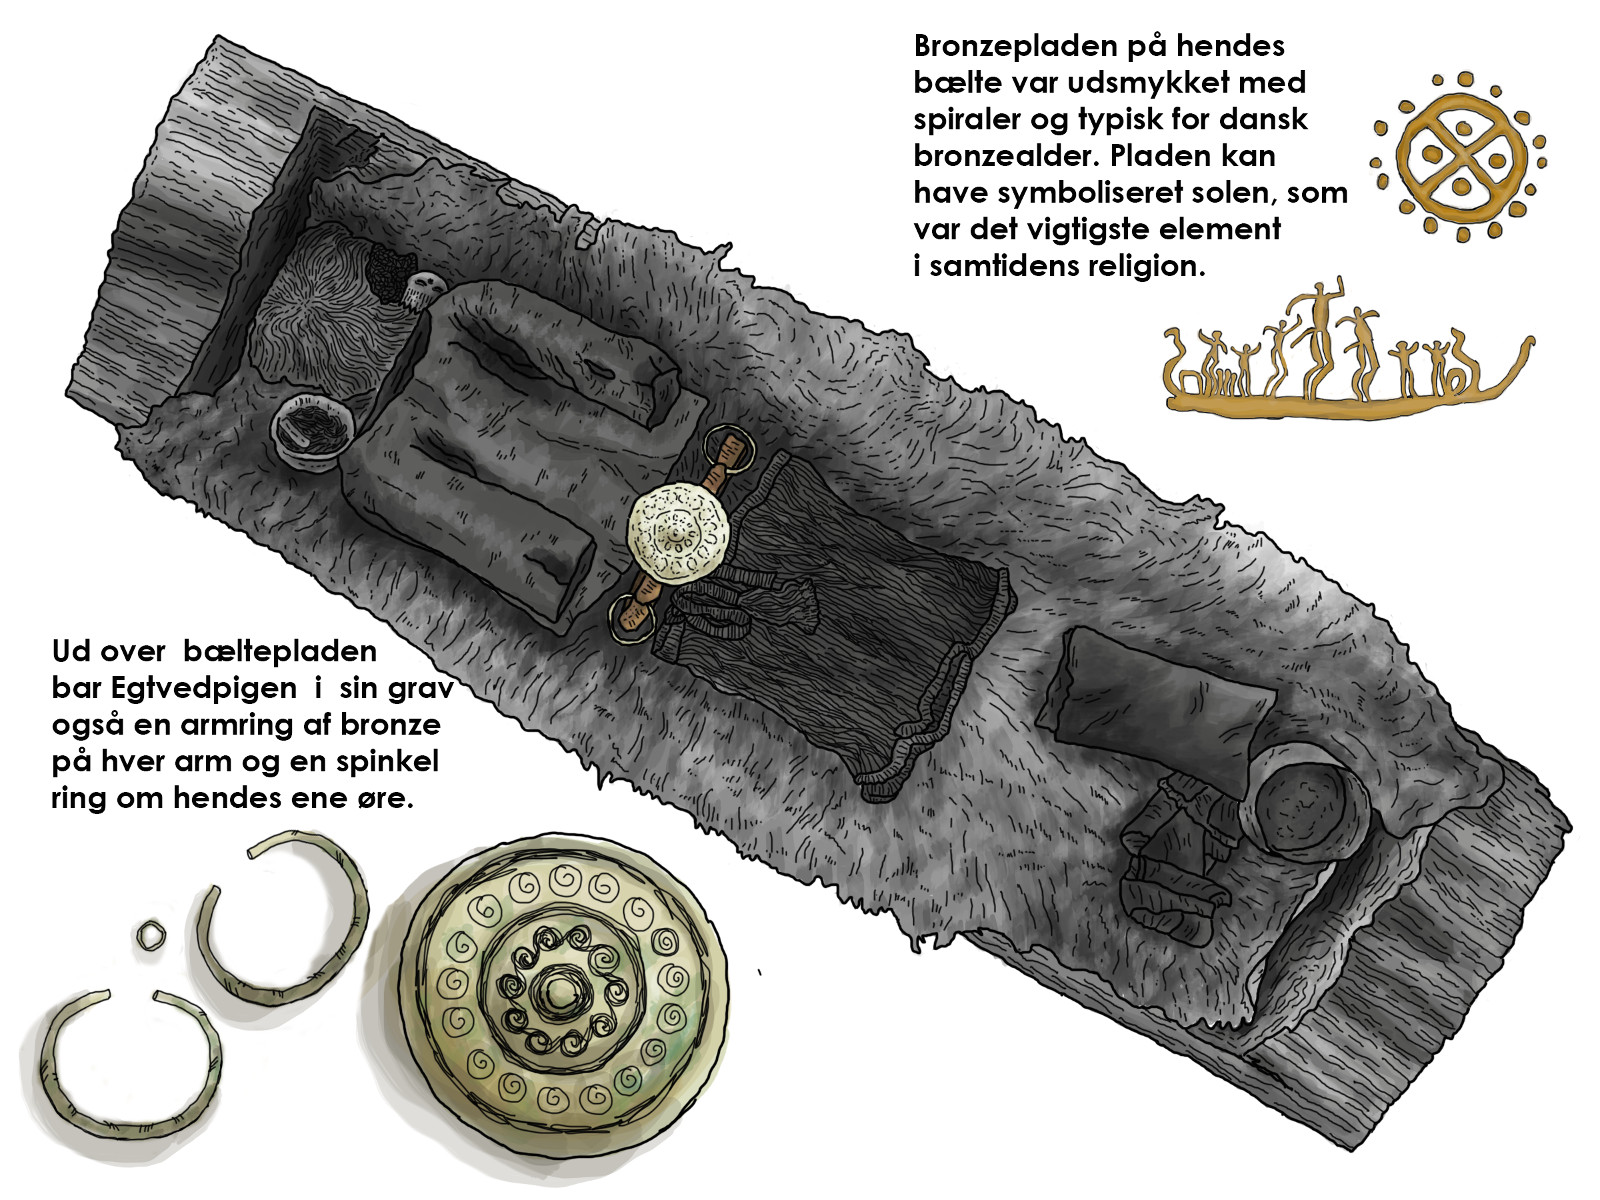 Bronzepladen på hendes
bælte var udsmykket med
spiraler og typisk for dansk
bronzealder. Pladen kan
have symboliseret solen, som
var det vigtigste element
i samtidens religion.
Ud over bæltepladen
bar Egtvedpigen i sin grav
også en armring af bronze
på hver arm og en spinkel
ring om hendes ene øre.